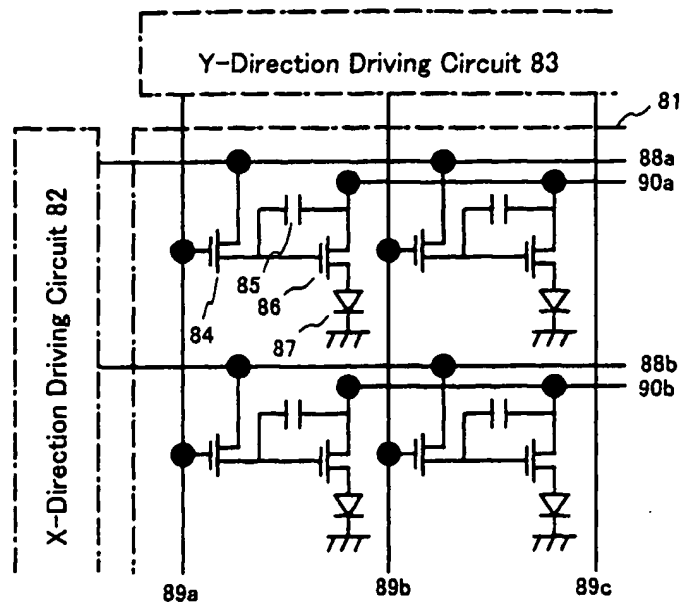 Y-Direction Driving Circuit 83
81
88a
90a
X-Direction Driving Circuit 82
84
85
86
87
88b
90b
89a
89b
89c